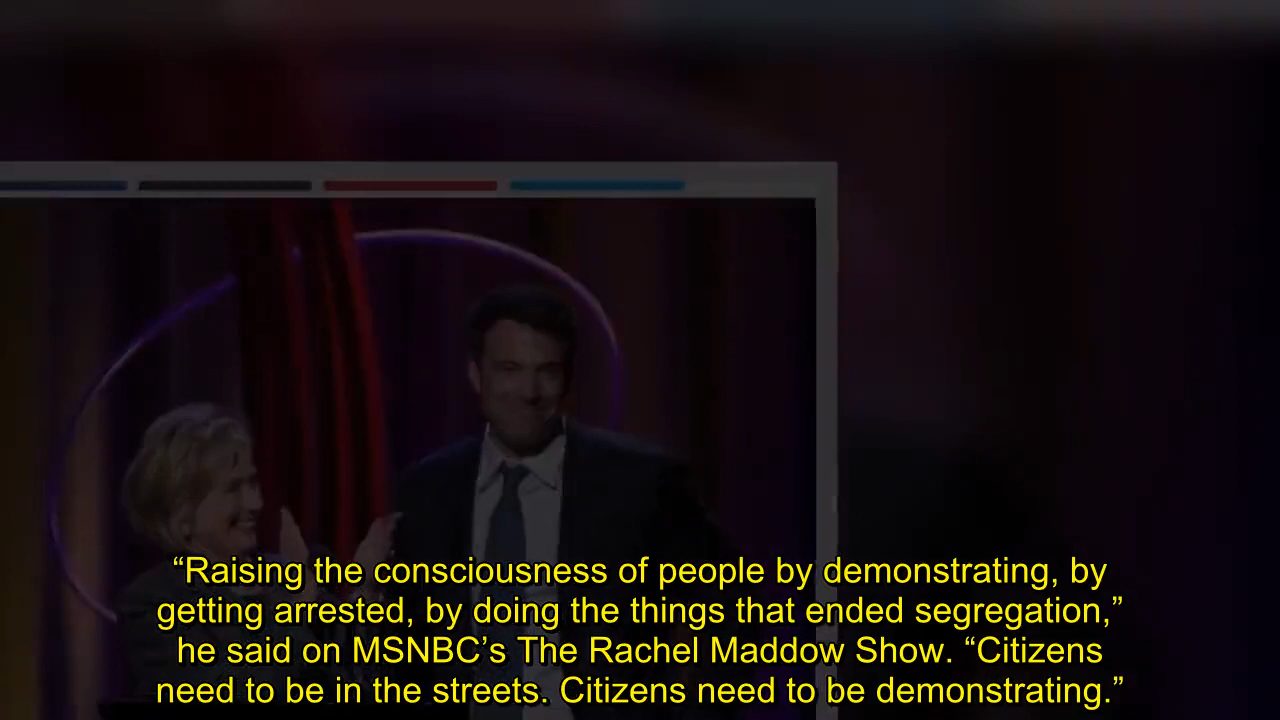 “Raising the consciousness of people by demonstrating, by
getting arrested, by doing the things that ended segregation,”
he said on MSNBC’s The Rachel Maddow Show. “Citizens
need to be in the streets. Citizens need to be demonstrating.”